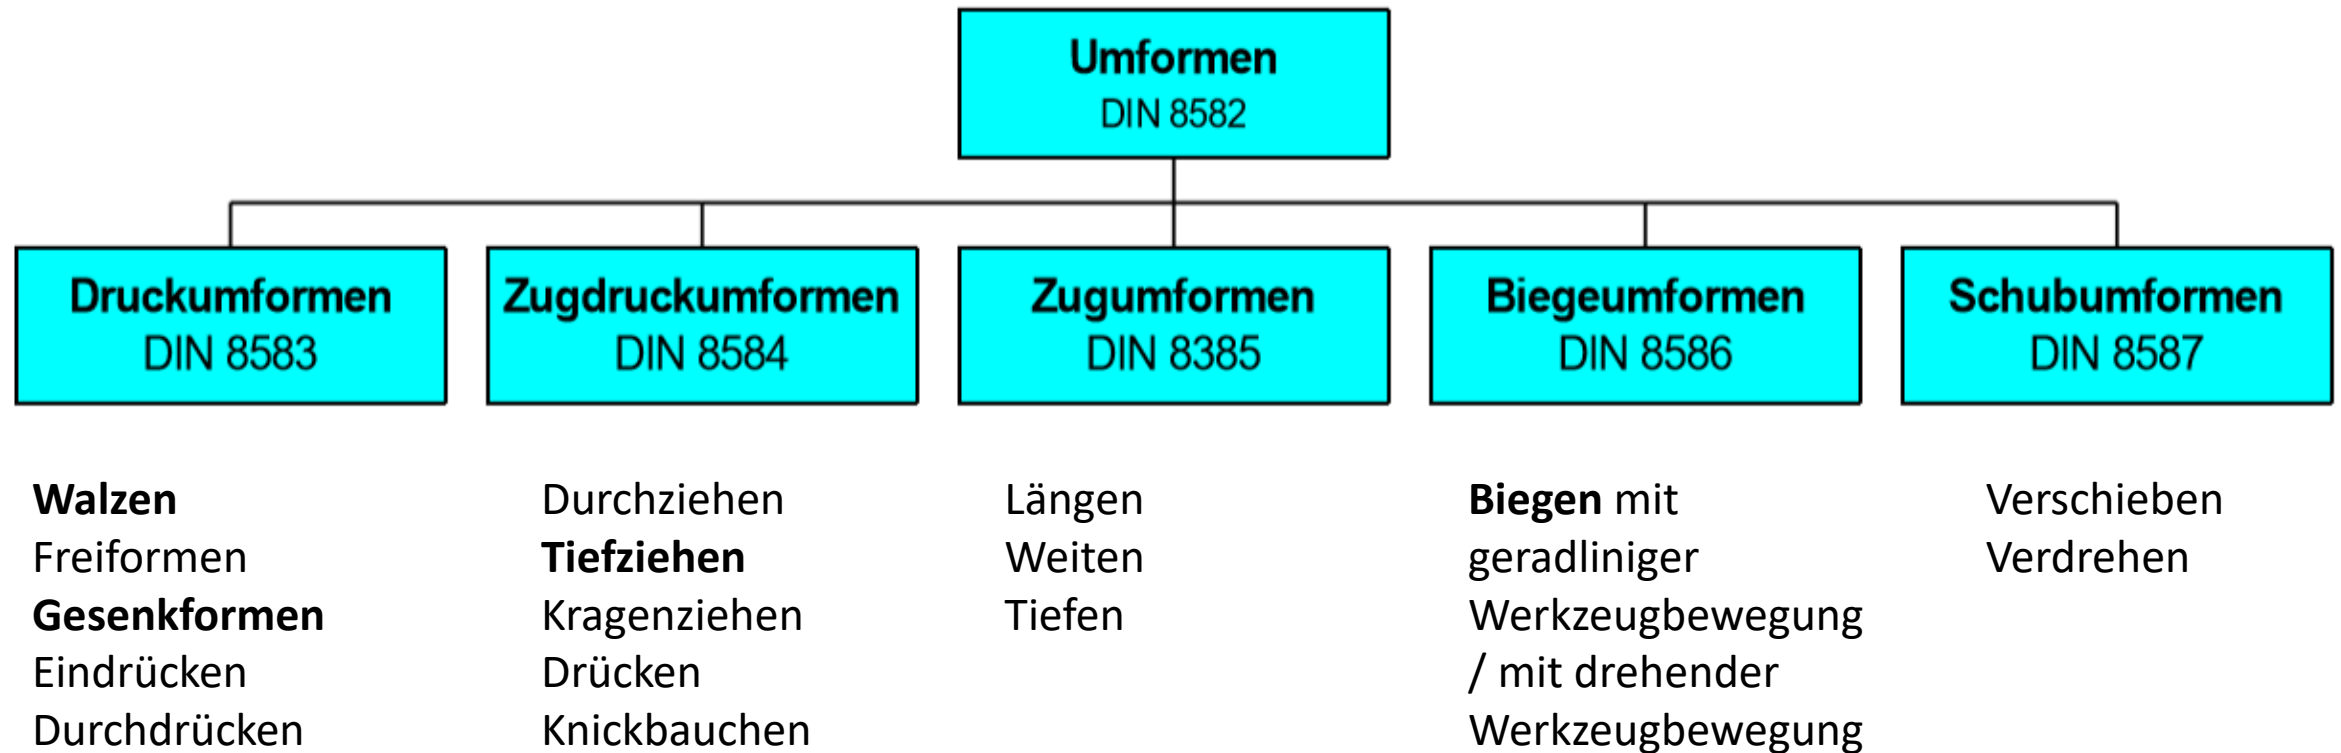 Umformen
DIN 8582
Druckumformen
DIN 8583
Zugdruckumformen
DIN 8584
Zugumformen
DIN 8385
Biegeumformen
DIN 8586
Schubumformen
DIN 8587
Walzen
Freiformen
Gesenkformen
Eindrücken
Durchdrücken
Durchziehen
Tiefziehen
Kragenziehen
Drücken
Knickbauchen
Längen
Weiten
Tiefen
Biegen mit
geradliniger
Werkzeugbewegung
/ mit drehender
Werkzeugbewegung
Verschieben
Verdrehen